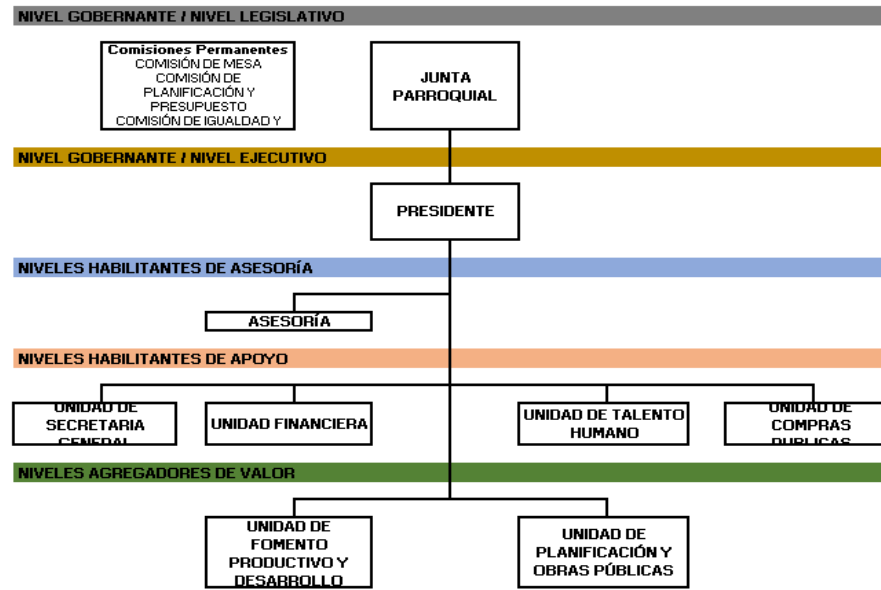 NIVEL GOBERNANTE / NIVEL LEGISLATIVO
Comisiones Permanentes
COMISIÓN DE MESA
COMISIÓN DE
PLANIFICACIÓN Y
PRESUPUESTO
COMISIÓN DE IGUALDAD Y
JUNTA
PARROQUIAL
NIVEL GOBERNANTE / NIVEL EJECUTIVO
PRESIDENTE
NIVELES HABILITANTES DE ASESORÍA
ASESORÍA
NIVELES HABILITANTES DE APOYO
UNIDAD DE
SECRETARIA
GENERAL
UNIDAD FINANCIERA
UNIDAD DE TALENTO
HUMANO
UNIDAD DE
COMPRAS
PUBLICAS
NIVELES AGREGADORES DE VALOR
UNIDAD DE
FOMENTO
PRODUCTIVO Y
DESARROLLO
UNIDAD DE
PLANIFICACIÓN Y
OBRAS PÚBLICAS